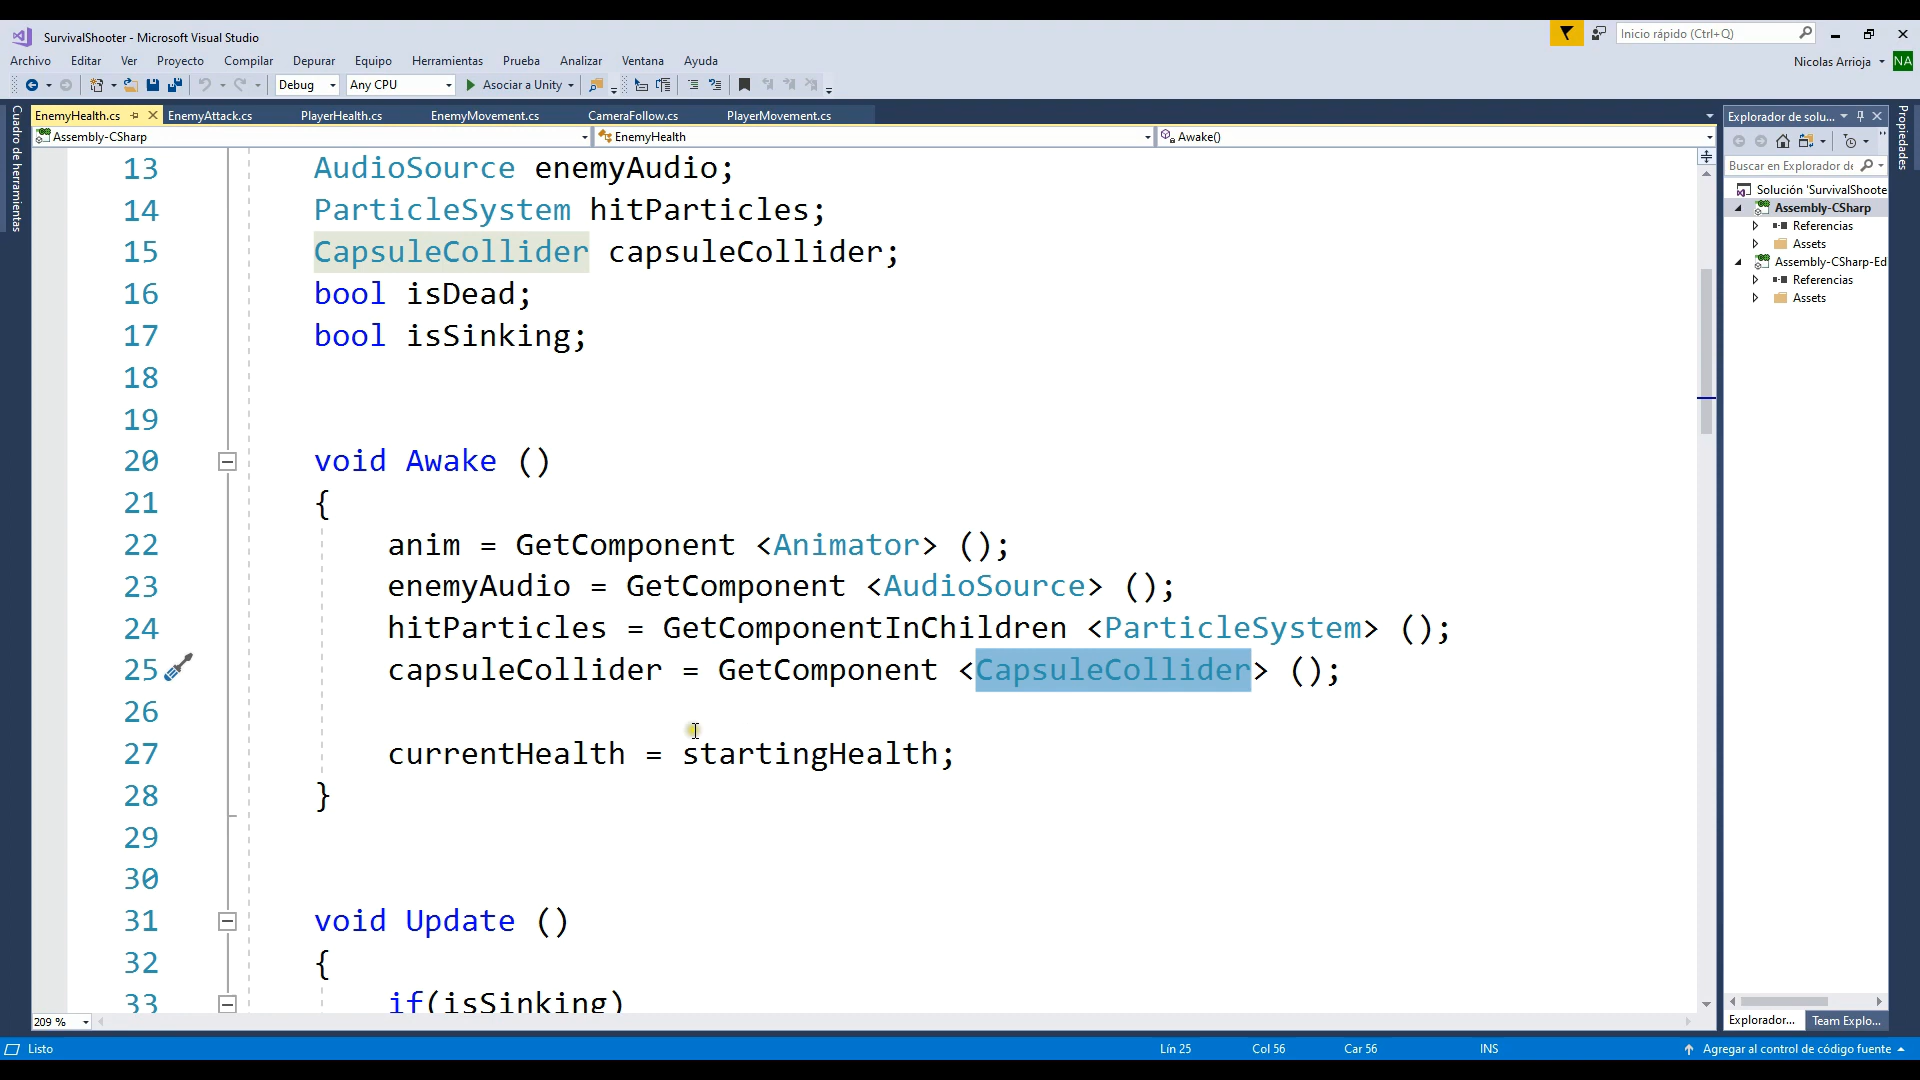 SurvivalShooter - Microsoft Visual Studio
Inicio rápido (Ctrl+Q)
Archivo Editar Ver Proyecto Compilar Depurar Equipo Herramientas Prueba Analizar Ventana Ayuda
Nicolas Arrioja NA
Debug Any CPU Asociar a Unity
EnemyHealth.cs EnemyAttack.cs PlayerHealth.cs EnemyMovement.cs CameraFollow.cs PlayerMovement.cs
Assembly-CSharp EnemyHealth Awake()
Cuadro de herramientas
13 AudioSource enemyAudio;
14 ParticleSystem hitParticles;
15 CapsuleCollider capsuleCollider;
16 bool isDead;
17 bool isSinking;
18
19
20 void Awake ()
21 {
22 anim = GetComponent <Animator> ();
23 enemyAudio = GetComponent <AudioSource> ();
24 hitParticles = GetComponentInChildren <ParticleSystem> ();
25 capsuleCollider = GetComponent <CapsuleCollider> ();
26
27 currentHealth = startingHealth;
28 }
29
30
31 void Update ()
32 {
33 if(isSinking)
209 %
Explorador de solu...
Buscar en Explorador de
Solución 'SurvivalShoote
Assembly-CSharp
Referencias
Assets
Assembly-CSharp-Ed
Referencias
Assets
Explorador... Team Explo...
Propiedades
Listo Lín 25 Col 56 Car 56 INS Agregar al control de código fuente